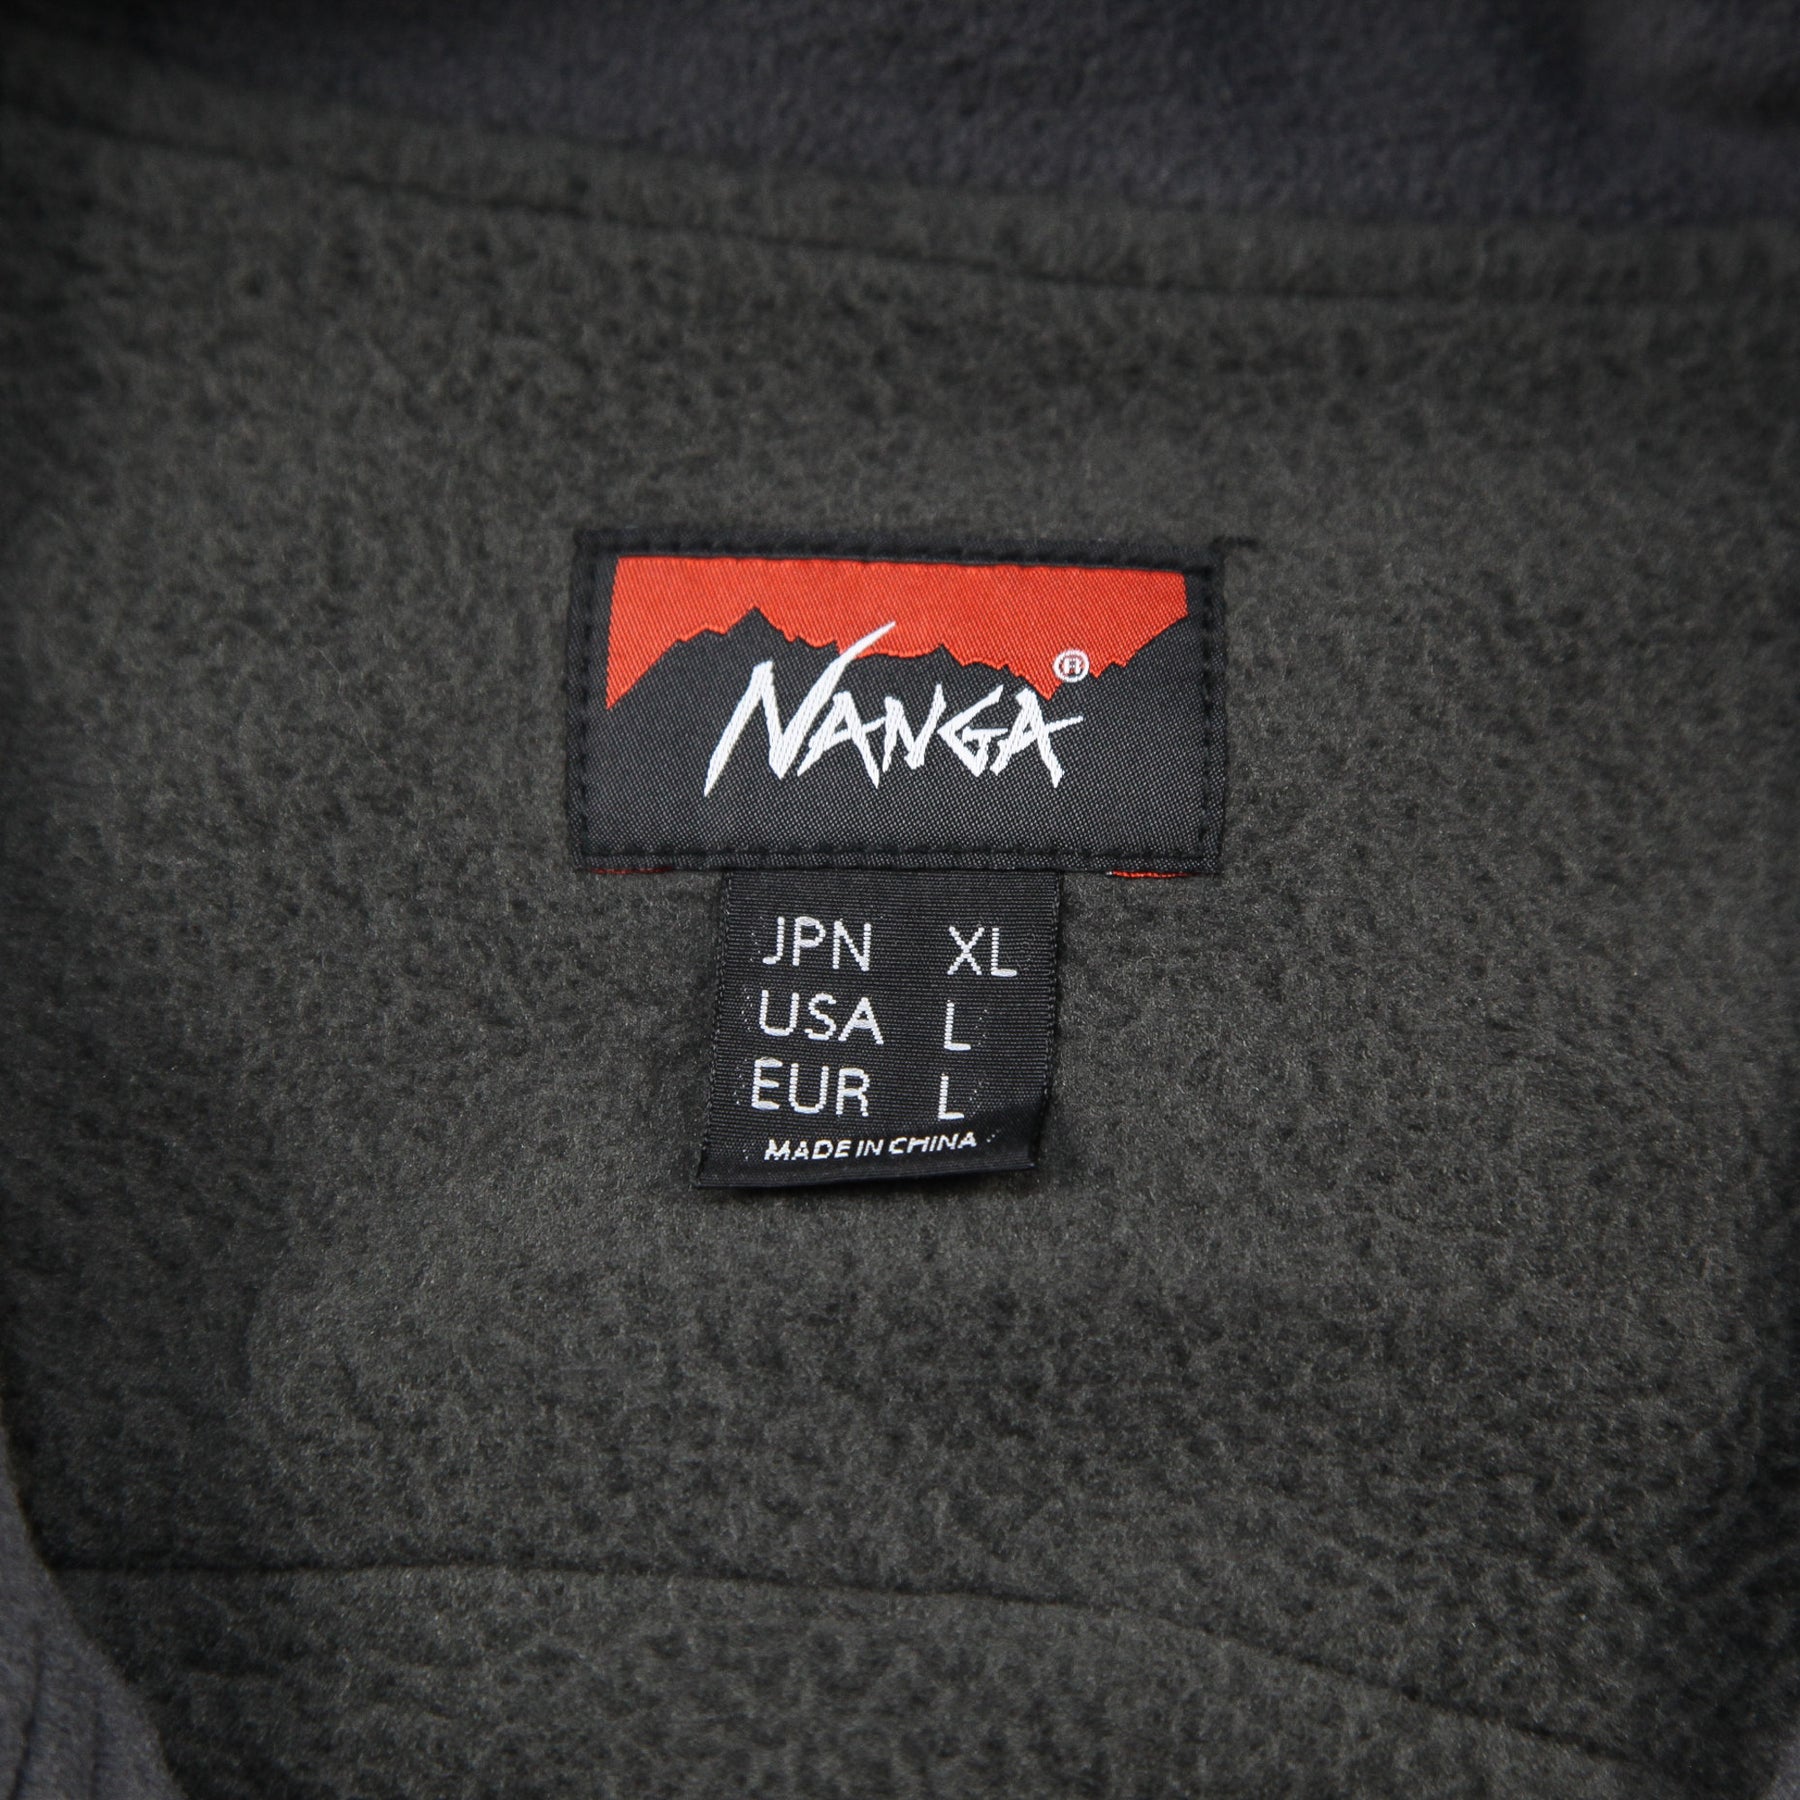 NANGA®
JPN XL
USA L
EUR L
MADE IN CHINA